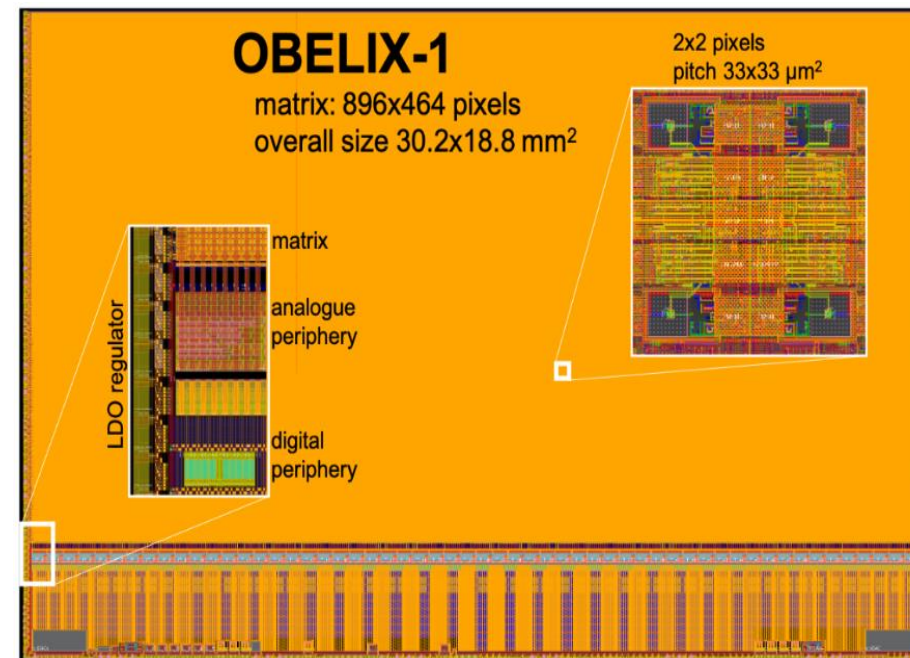 OBELIX-1
matrix: 896x464 pixels
overall size 30.2x18.8 mm²
2x2 pixels
pitch 33x33 µm²
LDO regulator
matrix
analogue
periphery
digital
periphery